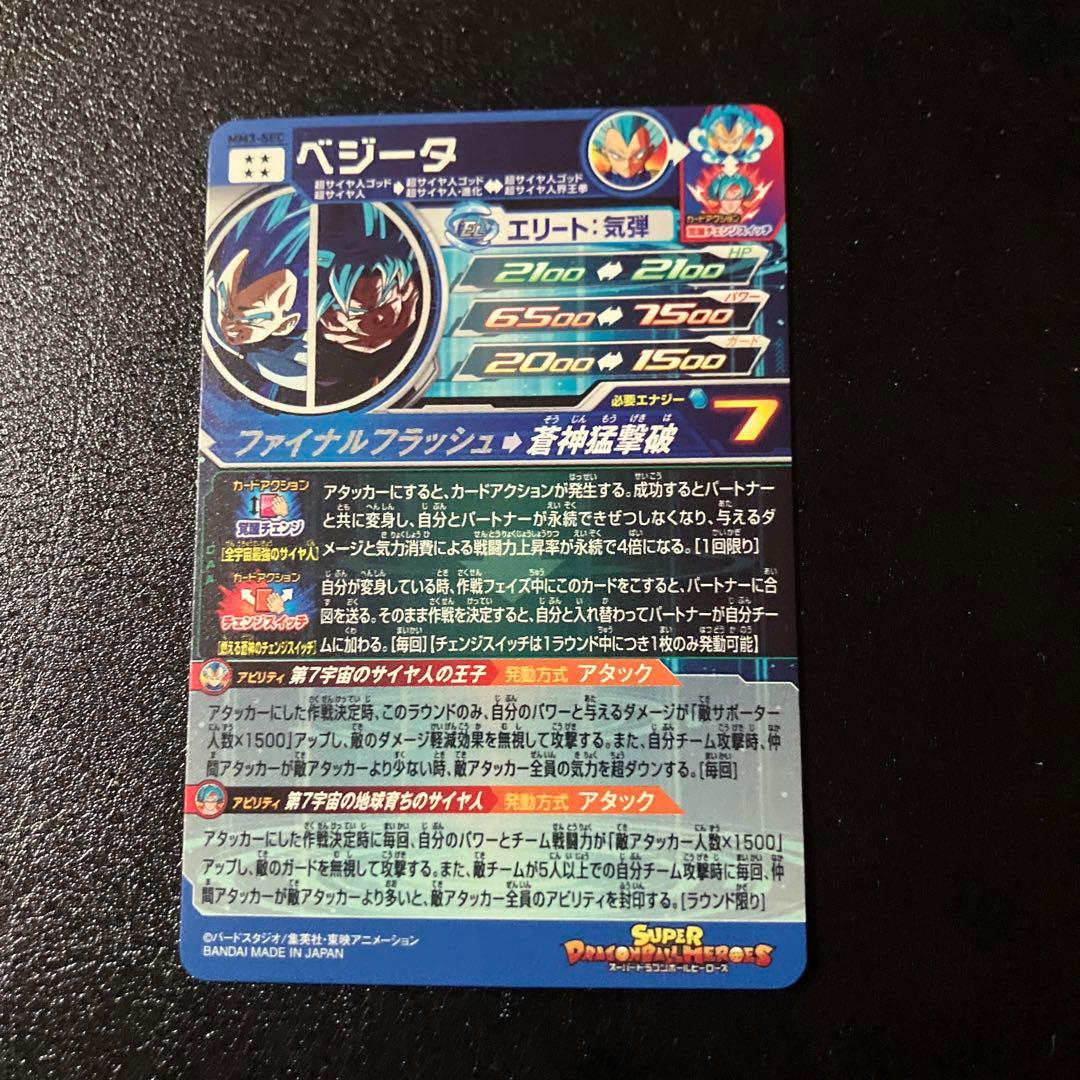 MM3-SEC
ベジータ
超サイヤ人ゴッド 超サイヤ人ゴッド 超サイヤ人ゴッド
超サイヤ人 ➡ 超サイヤ人・進化 ⬌ 超サイヤ人界王拳
カードアクション
覚醒チェンジスイッチ
EL エリート:気弾
HP
2100 ⬌ 2100
パワー
6500 ⬌ 7500
ガード
2000 ⬌ 1500
必要エナジー 7
ファイナルフラッシュ ➡ 蒼神猛撃破
カードアクション
覚醒チェンジ
[全宇宙最強のサイヤ人]
アタッカーにすると、カードアクションが発生する。成功するとパートナー
と共に変身し、自分とパートナーが永続できぜつしなくなり、与えるダ
メージと気力消費による戦闘力上昇率が永続で4倍になる。[1回限り]
カードアクション
チェンジスイッチ
[燃える蒼神のチェンジスイッチ]
自分が変身している時、作戦フェイズ中にこのカードをこすると、パートナーに合
図を送る。そのまま作戦を決定すると、自分と入れ替わってパートナーが自分チー
ムに加わる。[毎回][チェンジスイッチは1ラウンド中につき1枚のみ発動可能]
アビリティ 第7宇宙のサイヤ人の王子 発動方式 アタック
アタッカーにした作戦決定時、このラウンドのみ、自分のパワーと与えるダメージが「敵サポーター
人数×1500」アップし、敵のダメージ軽減効果を無視して攻撃する。また、自分チーム攻撃時、仲
間アタッカーが敵アタッカーより少ない時、敵アタッカー全員の気力を超ダウンする。[毎回]
アビリティ 第7宇宙の地球育ちのサイヤ人 発動方式 アタック
アタッカーにした作戦決定時に毎回、自分のパワーとチーム戦闘力が「敵アタッカー人数×1500」
アップし、敵のガードを無視して攻撃する。また、敵チームが5人以上での自分チーム攻撃時に毎回、仲
間アタッカーが敵アタッカーより多いと、敵アタッカー全員のアビリティを封印する。[ラウンド限り]
©バードスタジオ/集英社・東映アニメーション
BANDAI MADE IN JAPAN
SUPER
DRAGONBALL HEROES
スーパードラゴンボールヒーローズ